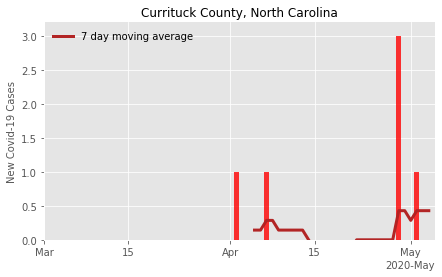 Currituck County, North Carolina
7 day moving average
New Covid-19 Cases
3.0
2.5
2.0
1.5
1.0
0.5
0.0
Mar 15 Apr 15 May
2020-May